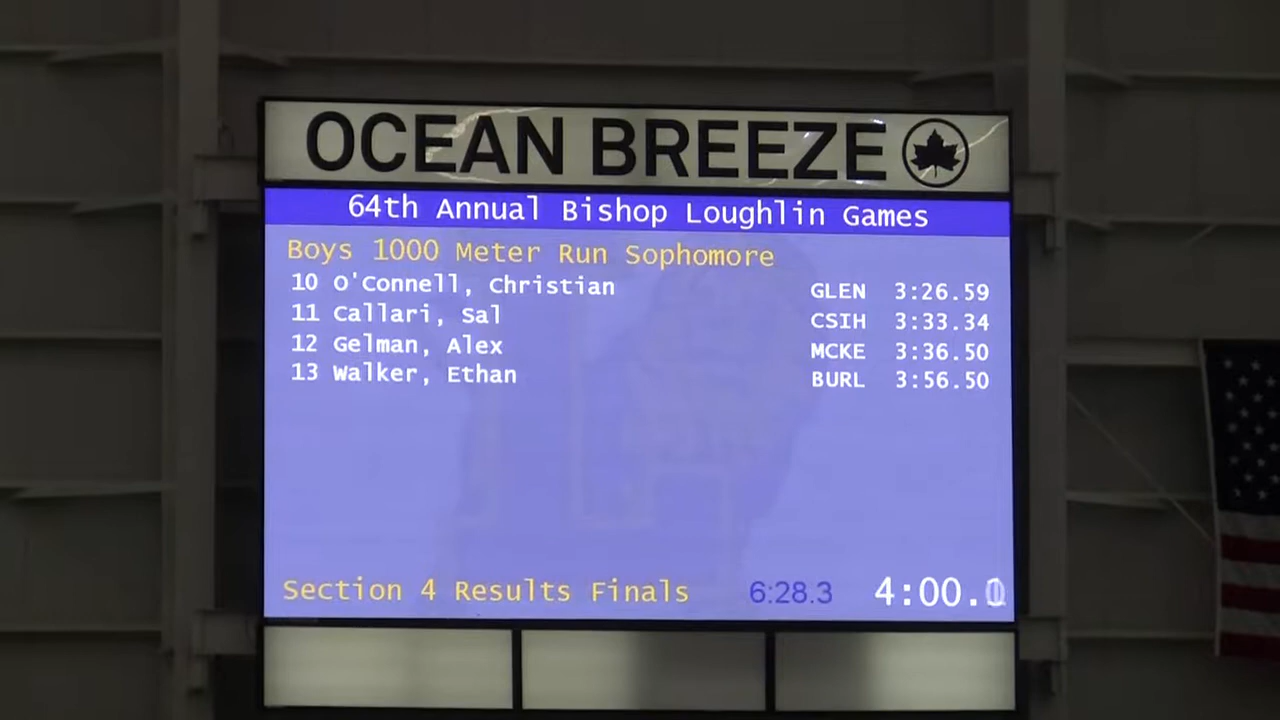 OCEAN BREEZE
64th Annual Bishop Loughlin Games
Boys 1000 Meter Run Sophomore
10 O'Connell, Christian GLEN 3:26.59
11 Callari, Sal CSIH 3:33.34
12 Gelman, Alex MCKE 3:36.50
13 Walker, Ethan BURL 3:56.50
Section 4 Results Finals 6:28.3 4:00.